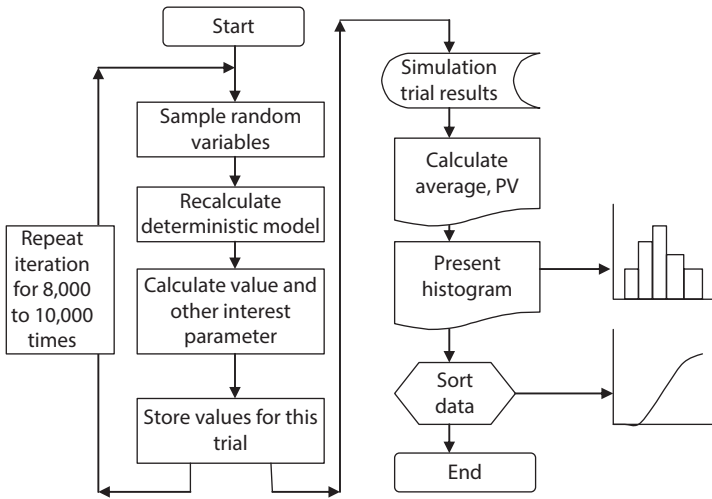 Start
Sample random
variables
Recalculate
deterministic model
Calculate value and
other interest
parameter
Store values for this
trial
Repeat
iteration
for 8,000
to 10,000
times
Simulation
trial results
Calculate
average, PV
Present
histogram
Sort
data
End